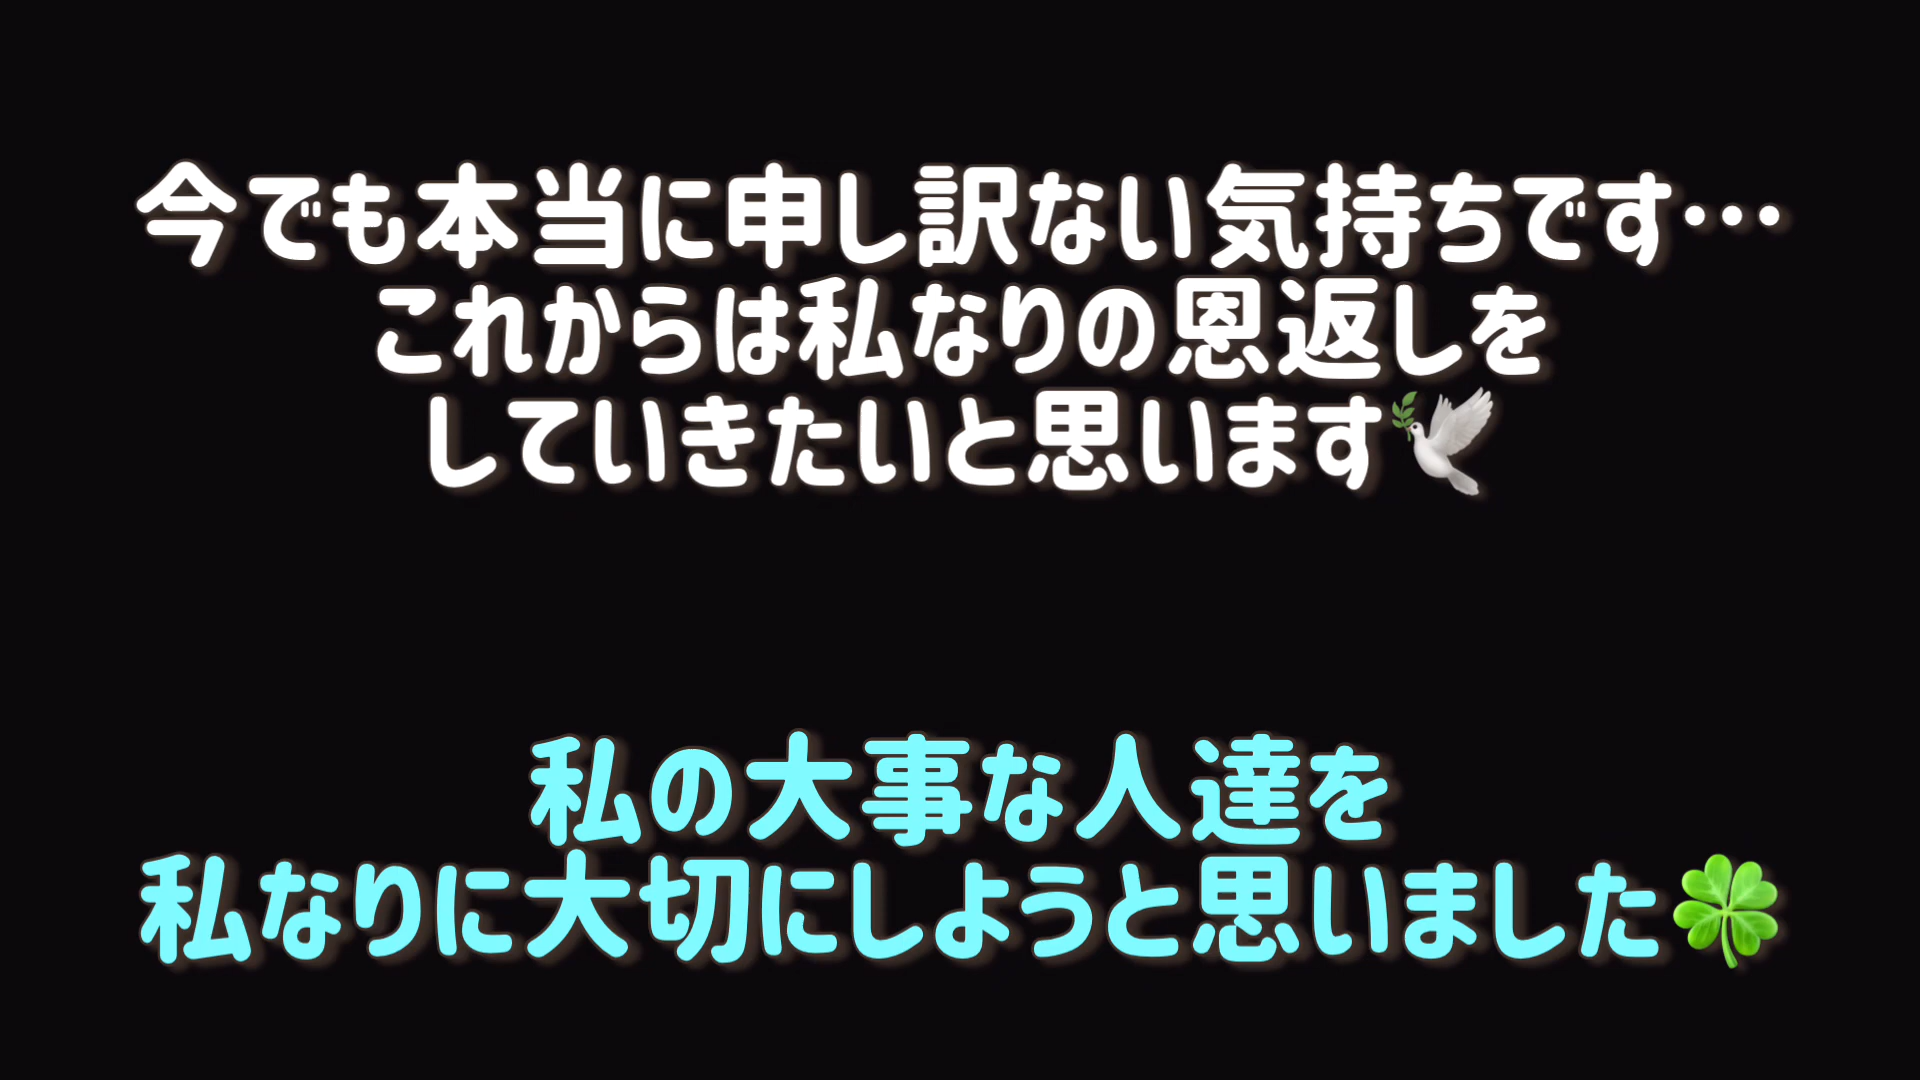 今でも本当に申し訳ない気持ちです…
これからは私なりの恩返しを
していきたいと思います🕊️
私の大事な人達を
私なりに大切にしようと思いました🍀